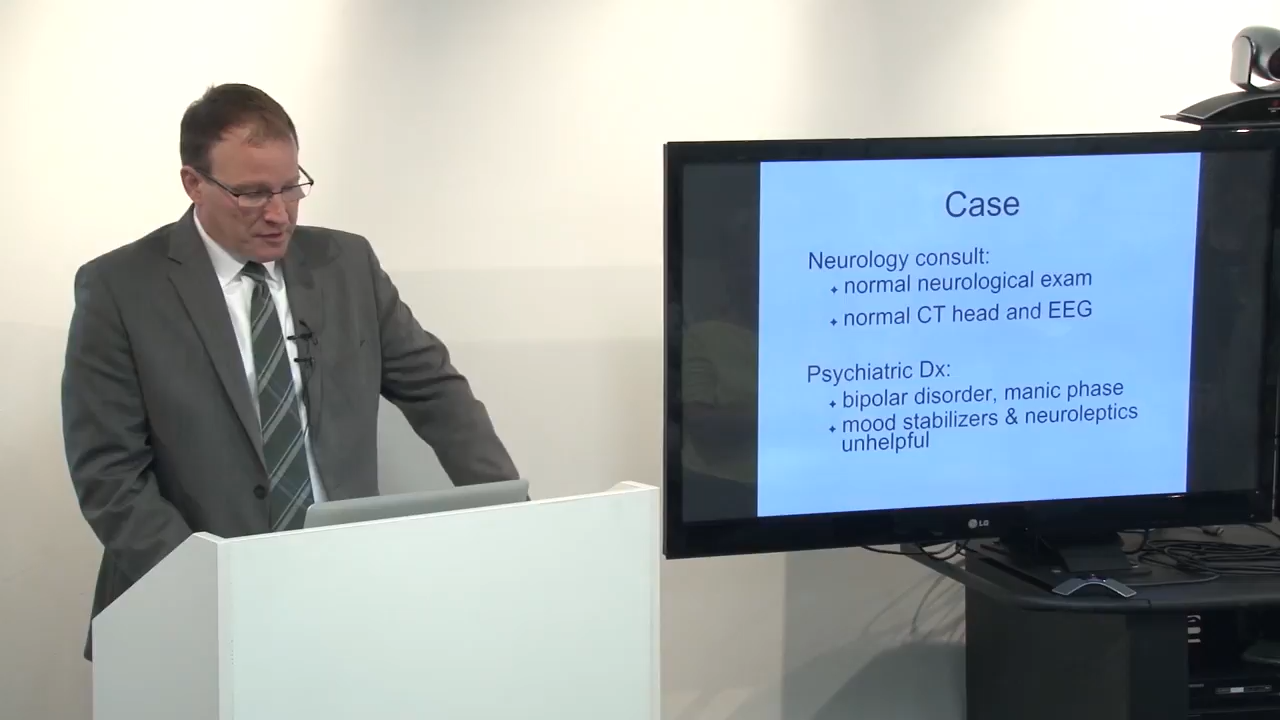 Case
Neurology consult:
normal neurological exam
normal CT head and EEG
Psychiatric Dx:
bipolar disorder, manic phase
mood stabilizers & neuroleptics
unhelpful
LG